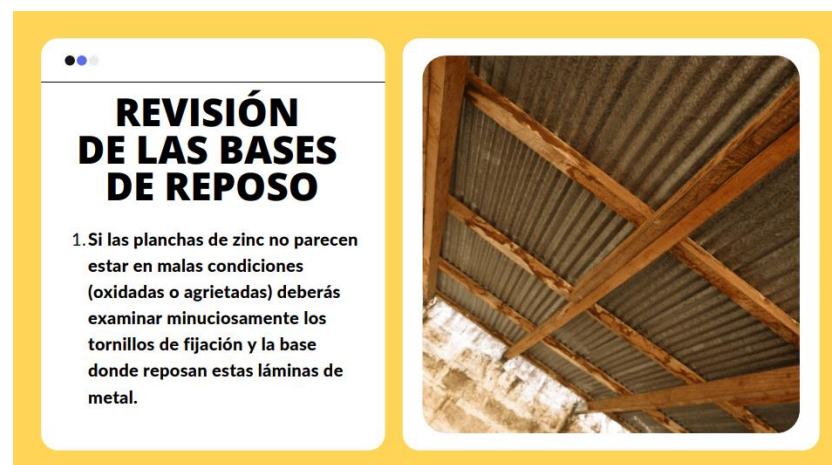 REVISIÓN
DE LAS BASES
DE REPOSO
1. Si las planchas de zinc no parecen
estar en malas condiciones
(oxidadas o agrietadas) deberás
examinar minuciosamente los
tornillos de fijación y la base
donde reposan estas láminas de
metal.